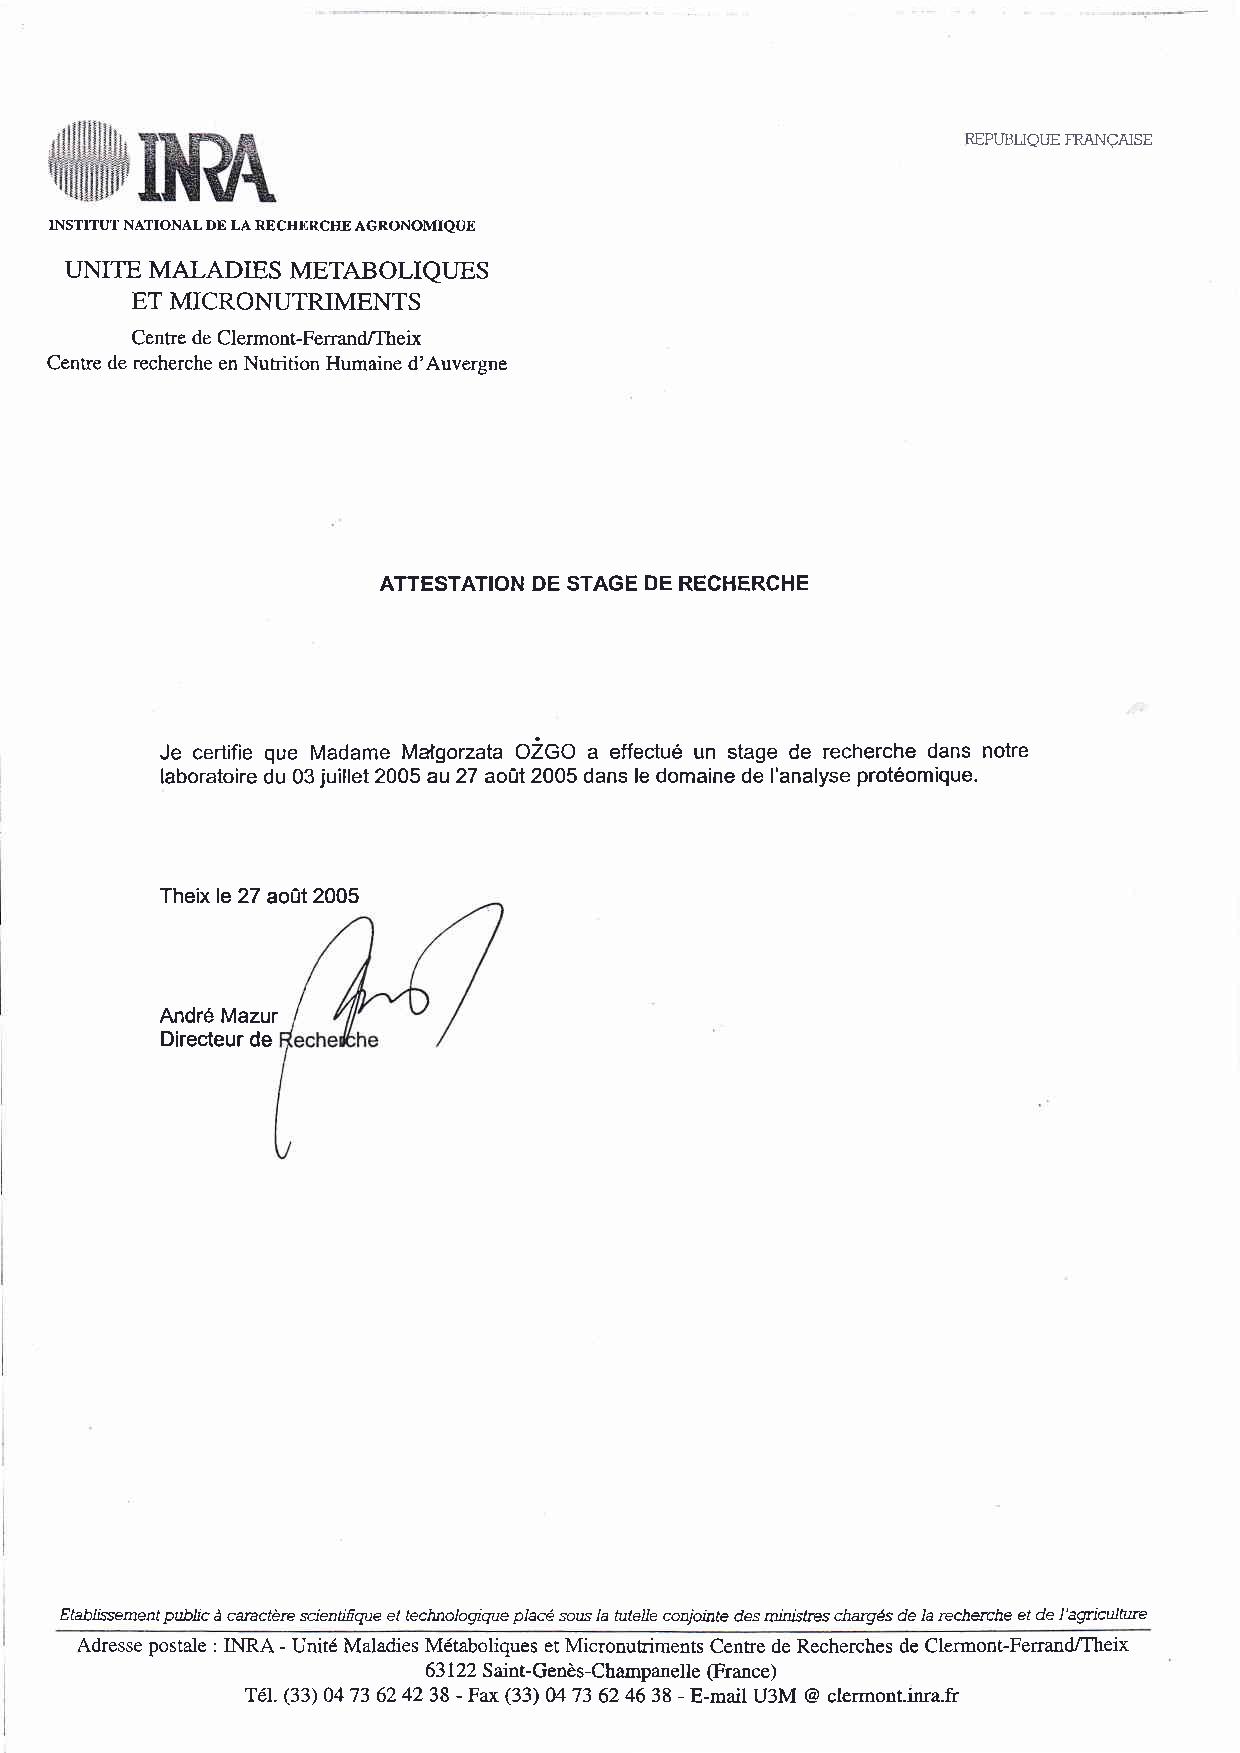 INRA
REPUBLIQUE FRANÇAISE
INSTITUT NATIONAL DE LA RECHERCHE AGRONOMIQUE
UNITE MALADIES METABOLIQUES
ET MICRONUTRIMENTS
Centre de Clermont-Ferrand/Theix
Centre de recherche en Nutrition Humaine d'Auvergne
ATTESTATION DE STAGE DE RECHERCHE
Je certifie que Madame Małgorzata OŻGO a effectué un stage de recherche dans notre
laboratoire du 03 juillet 2005 au 27 août 2005 dans le domaine de l'analyse protéomique.
Theix le 27 août 2005
André Mazur
Directeur de Recherche
Etablissement public à caractère scientifique et technologique placé sous la tutelle conjointe des ministres chargés de la recherche et de l'agriculture
Adresse postale : INRA - Unité Maladies Métaboliques et Micronutriments Centre de Recherches de Clermont-Ferrand/Theix
63122 Saint-Genès-Champanelle (France)
Tél. (33) 04 73 62 42 38 - Fax (33) 04 73 62 46 38 - E-mail U3M @ clermont.inra.fr